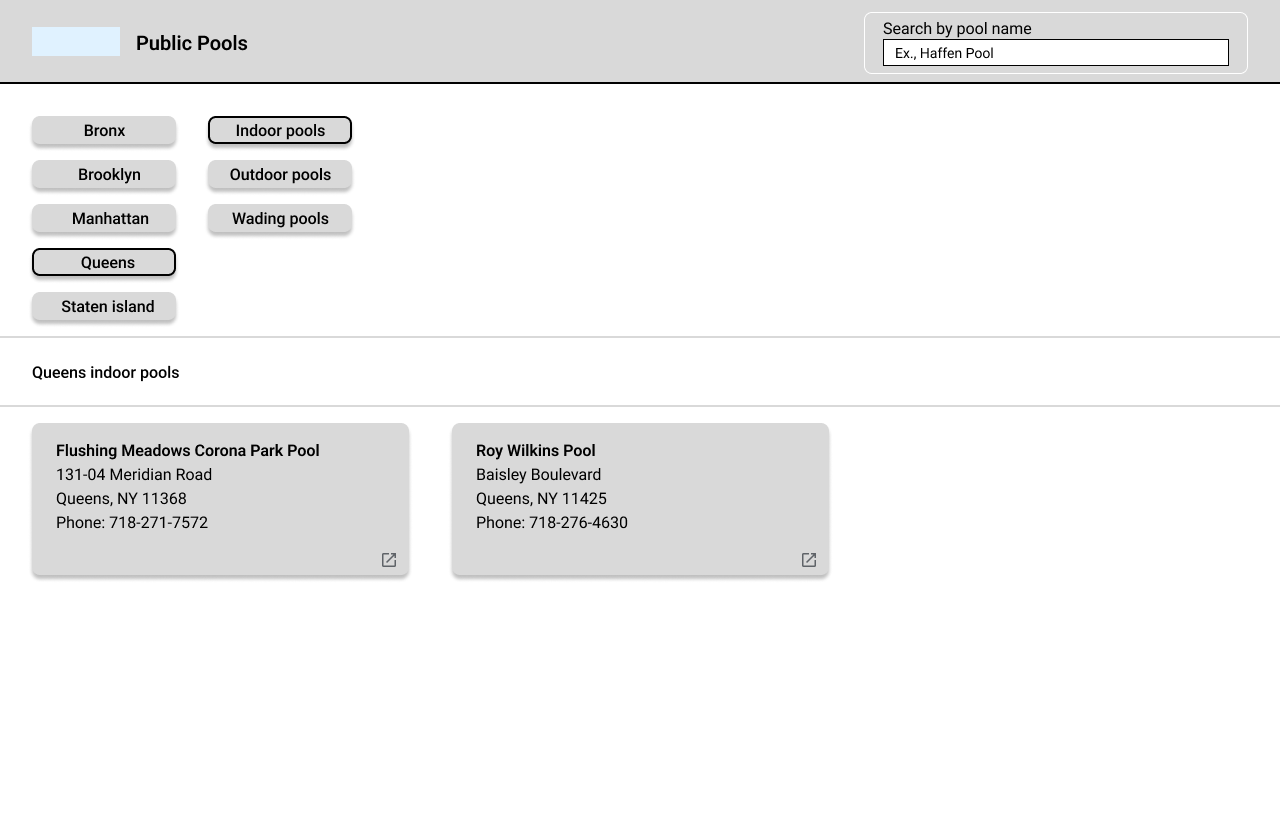 Public Pools
Search by pool name
Ex., Haffen Pool
Bronx
Indoor pools
Brooklyn
Outdoor pools
Manhattan
Wading pools
Queens
Staten island
Queens indoor pools
Flushing Meadows Corona Park Pool
131-04 Meridian Road
Queens, NY 11368
Phone: 718-271-7572
Roy Wilkins Pool
Baisley Boulevard
Queens, NY 11425
Phone: 718-276-4630